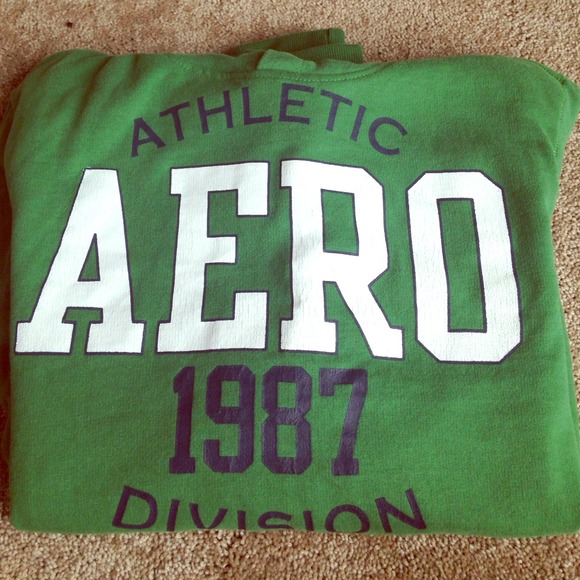 ATHLETIC
AERO
1987
DIVISION